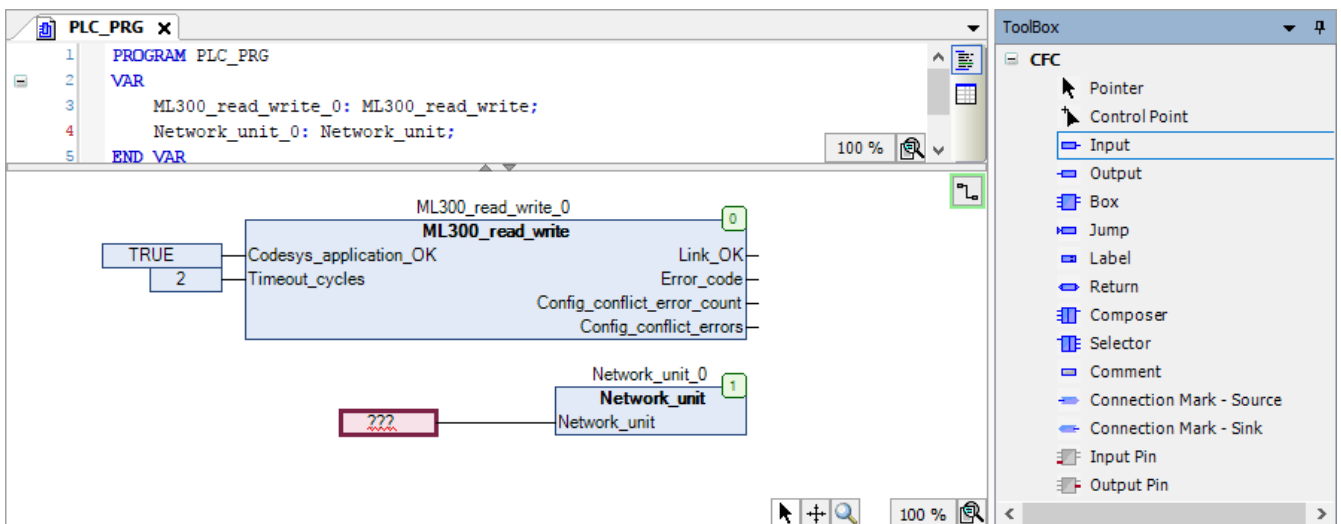 PLC_PRG
1 PROGRAM PLC_PRG
2 VAR
3 ML300_read_write_0: ML300_read_write;
4 Network_unit_0: Network_unit;
5 END_VAR
100 %
ML300_read_write_0
0
ML300_read_write
TRUE Codesys_application_OK Link_OK
2 Timeout_cycles Error_code
Config_conflict_error_count
Config_conflict_errors
Network_unit_0
1
Network_unit
??? Network_unit
100 %
ToolBox
CFC
Pointer
Control Point
Input
Output
Box
Jump
Label
Return
Composer
Selector
Comment
Connection Mark - Source
Connection Mark - Sink
Input Pin
Output Pin